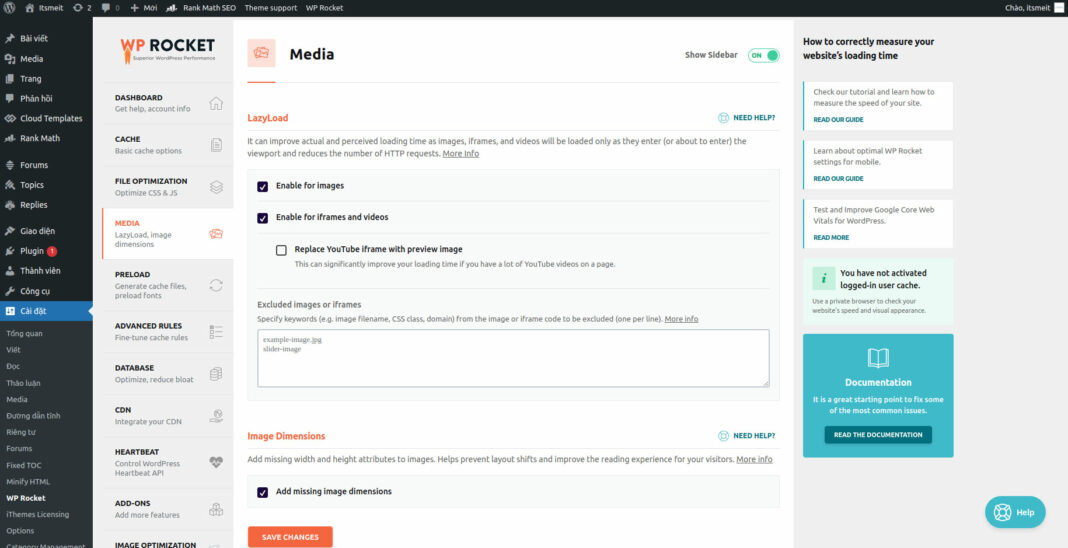 Itsmeit
2
0
Mới
Rank Math SEO
Theme support
WP Rocket
Chào, itsmeit
Bài viết
Media
Trang
Phản hồi
Cloud Templates
Rank Math
Forums
Topics
Replies
Giao diện
Plugin 1
Thành viên
Công cụ
Cài đặt
Tổng quan
Viết
Đọc
Thảo luận
Media
Đường dẫn tĩnh
Riêng tư
Forums
Fixed TOC
Minify HTML
WP Rocket
iThemes Licensing
Options
Category Management
WP ROCKET
Superior WordPress Performance
DASHBOARD
Get help, account info
CACHE
Basic cache options
FILE OPTIMIZATION
Optimize CSS & JS
MEDIA
LazyLoad, image
dimensions
PRELOAD
Generate cache files,
preload fonts
ADVANCED RULES
Fine-tune cache rules
DATABASE
Optimize, reduce bloat
CDN
Integrate your CDN
HEARTBEAT
Control WordPress
Heartbeat API
ADD-ONS
Add more features
IMAGE OPTIMIZATION
Media
Show Sidebar
ON
LazyLoad
NEED HELP?
It can improve actual and perceived loading time as images, iframes, and videos will be loaded only as they enter (or about to enter) the
viewport and reduces the number of HTTP requests. More Info
Enable for images
Enable for iframes and videos
Replace YouTube iframe with preview image
This can significantly improve your loading time if you have a lot of YouTube videos on a page.
Excluded images or iframes
Specify keywords (e.g. image filename, CSS class, domain) from the image or iframe code to be excluded (one per line). More info
example-image.jpg
slider-image
Image Dimensions
NEED HELP?
Add missing width and height attributes to images. Helps prevent layout shifts and improve the reading experience for your visitors. More info
Add missing image dimensions
SAVE CHANGES
How to correctly measure your
website's loading time
Check our tutorial and learn how to
measure the speed of your site.
READ OUR GUIDE
Learn about optimal WP Rocket
settings for mobile.
READ OUR GUIDE
Test and Improve Google Core Web
Vitals for WordPress.
READ MORE
i
You have not activated
logged-in user cache.
Use a private browser to check your
website's speed and visual appearance.
Documentation
It is a great starting point to fix some
of the most common issues.
READ THE DOCUMENTATION
Help